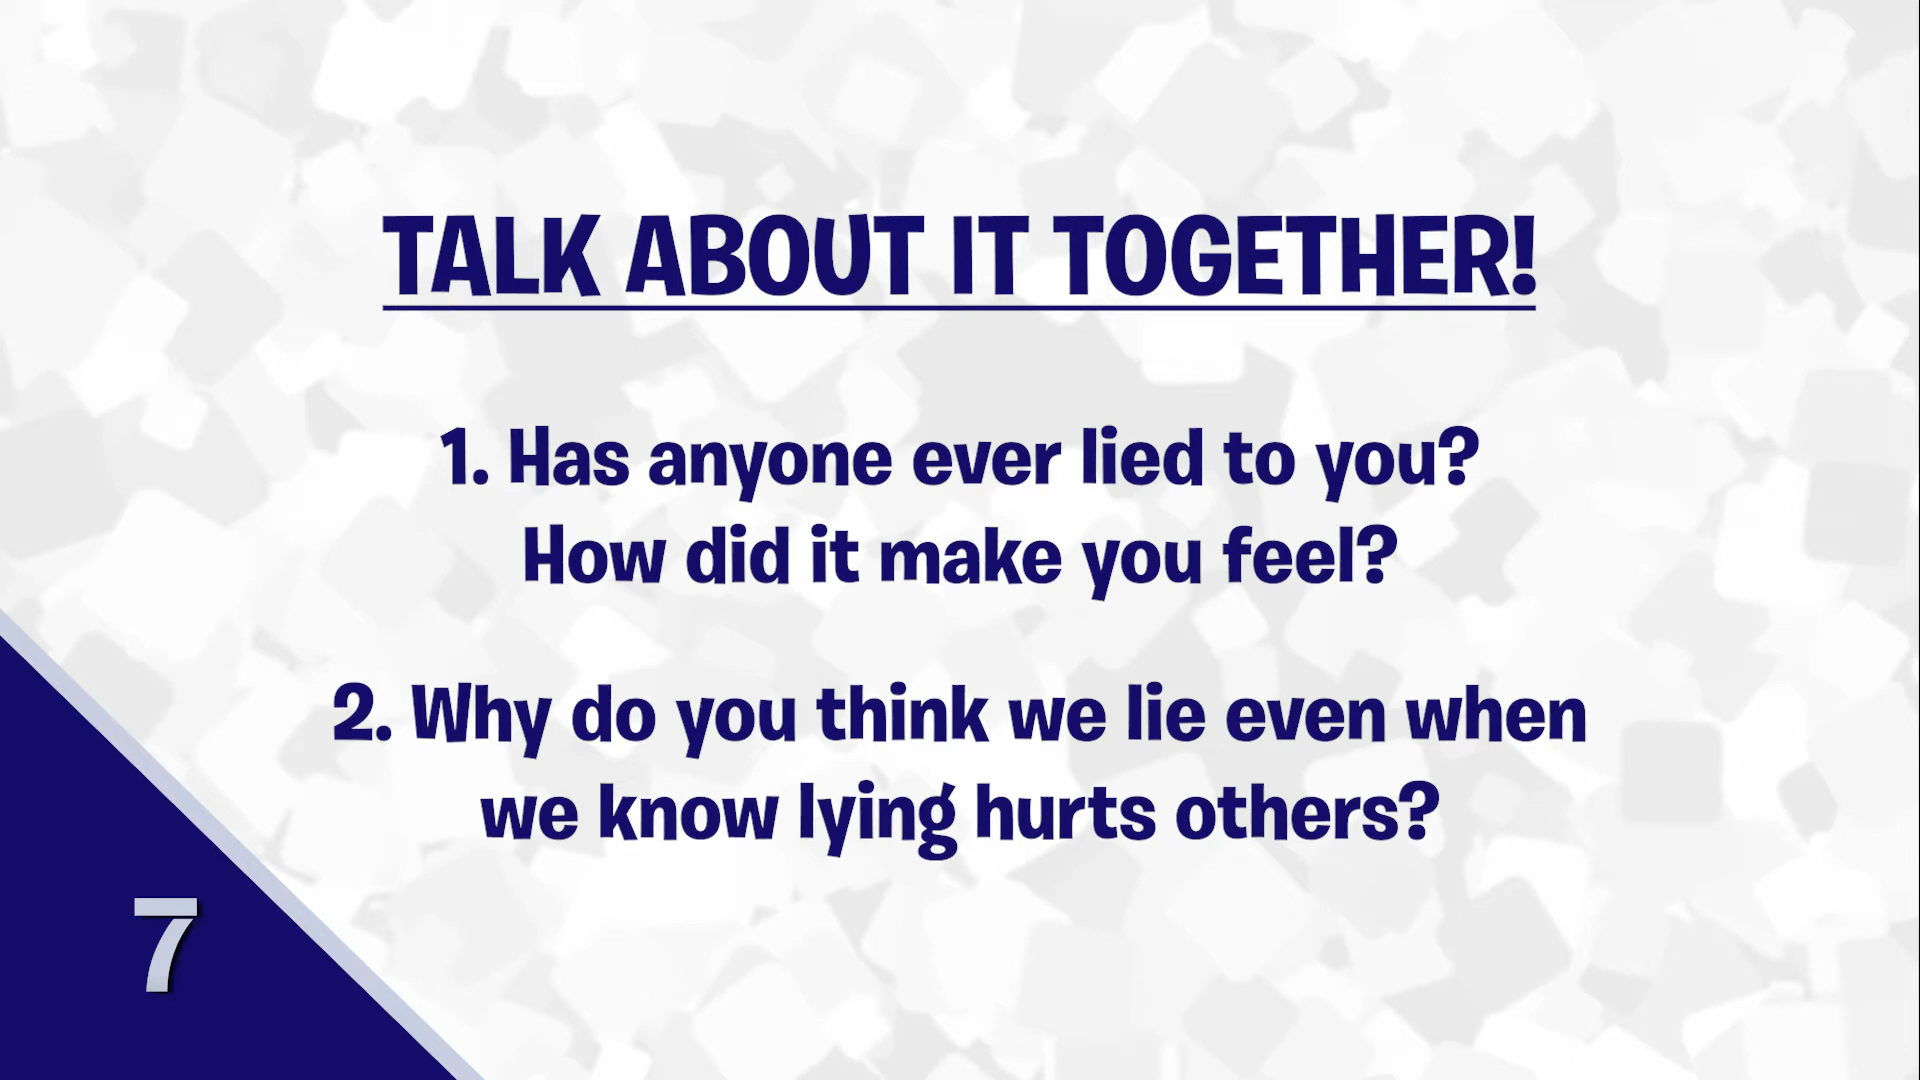 TALK ABOUT IT TOGETHER!
1. Has anyone ever lied to you?
How did it make you feel?
2. Why do you think we lie even when
we know lying hurts others?
7